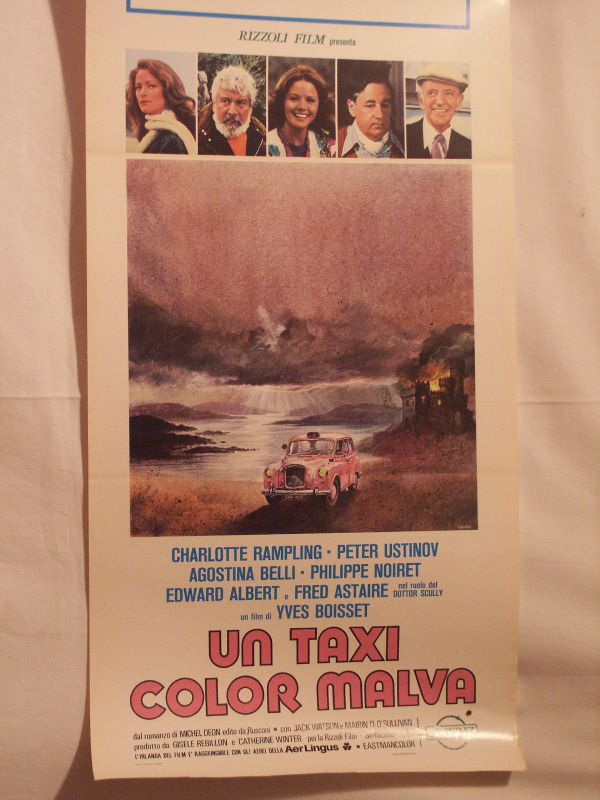 RIZZOLI FILM presenta
CHARLOTTE RAMPLING · PETER USTINOV
AGOSTINA BELLI · PHILIPPE NOIRET
EDWARD ALBERT e FRED ASTAIRE nel ruolo del DOTTOR SCULLY
un film di YVES BOISSET
UN TAXI
COLOR MALVA
dal romanzo di MICHEL DEON edito da Rusconi · con JACK WATSON e MAIRIN D. O'SULLIVAN
prodotto da GISELE REBILLON e CATHERINE WINTER per la Rizzoli Film
L'IRLANDA DEL FILM È RAGGIUNGIBILE CON GLI AEREI DELLA Aer Lingus · EASTMANCOLOR